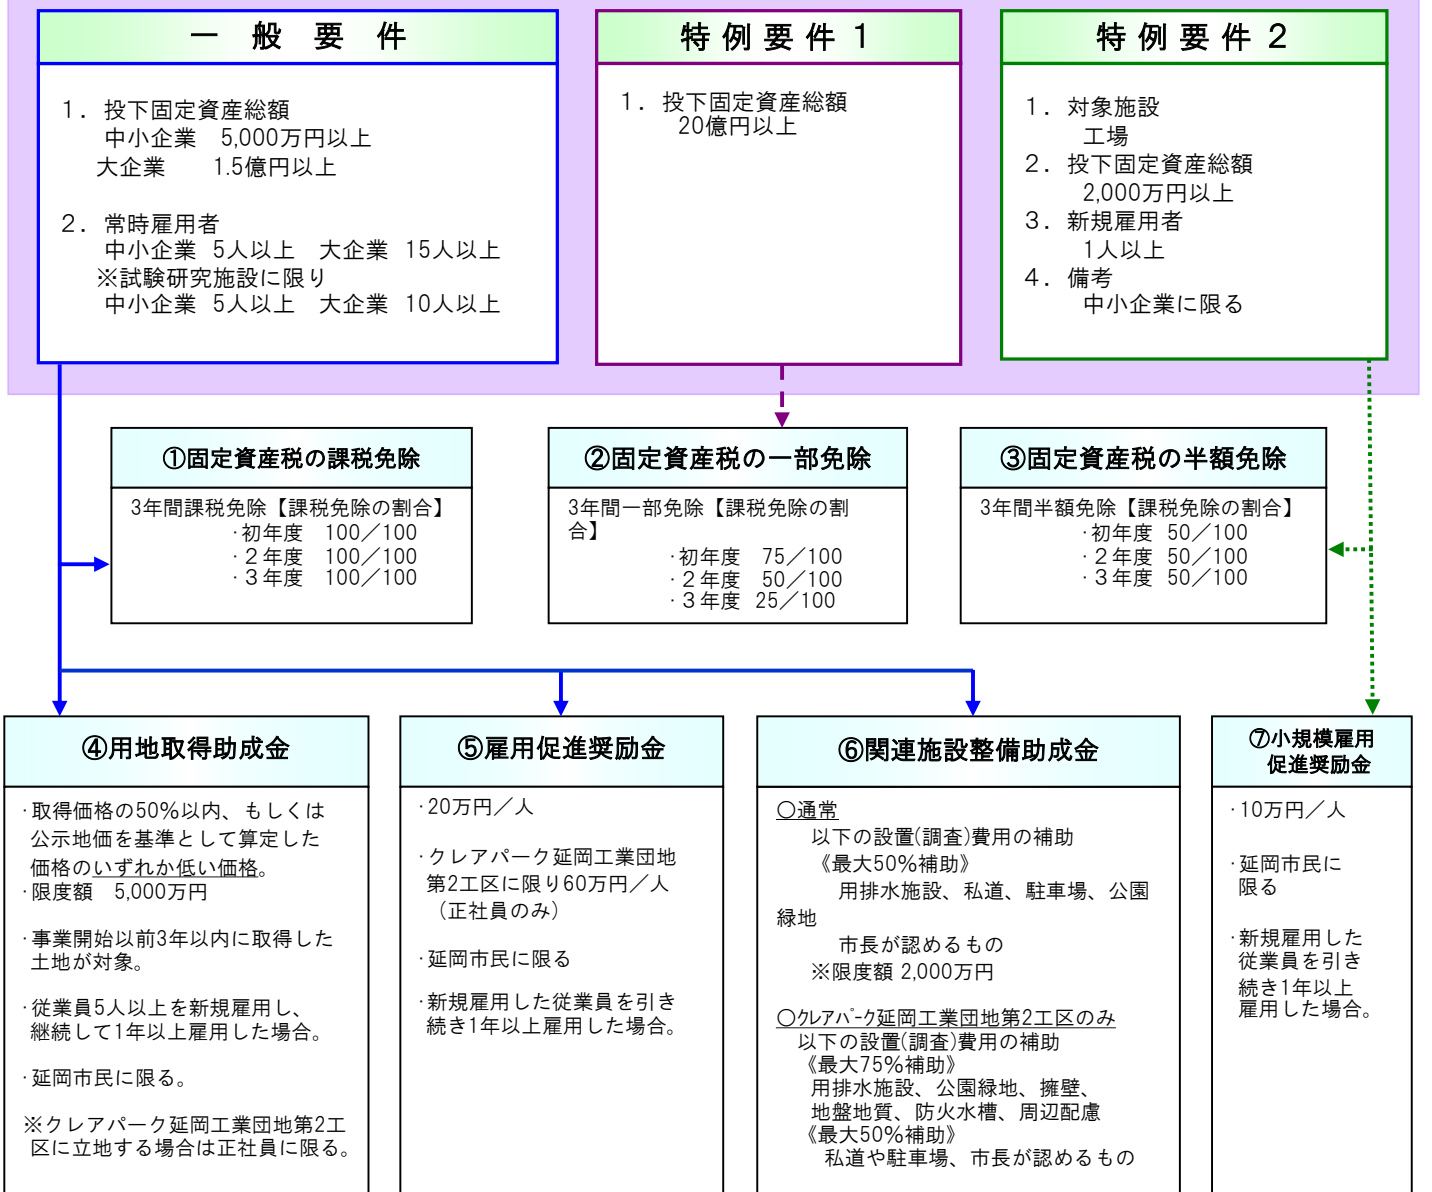 一　般　要　件
１．投下固定資産総額
中小企業　5,000万円以上
大企業　　1.5億円以上
２．常時雇用者
中小企業 5人以上　大企業 15人以上
※試験研究施設に限り
中小企業 5人以上　大企業 10人以上
特 例 要 件 １
１．投下固定資産総額
20億円以上
特 例 要 件 ２
１．対象施設
工場
２．投下固定資産総額
2,000万円以上
３．新規雇用者
1人以上
４．備考
中小企業に限る
①固定資産税の課税免除
3年間課税免除【課税免除の割合】
・初年度　100／100
・２年度　100／100
・３年度　100／100
②固定資産税の一部免除
3年間一部免除【課税免除の割
合】
・初年度　75／100
・２年度　50／100
・３年度　25／100
③固定資産税の半額免除
3年間半額免除【課税免除の割合】
・初年度 50／100
・２年度 50／100
・３年度 50／100
④用地取得助成金
・取得価格の50％以内、もしくは
公示地価を基準として算定した
価格のいずれか低い価格。
・限度額　5,000万円
・事業開始以前3年以内に取得した
土地が対象。
・従業員5人以上を新規雇用し、
継続して1年以上雇用した場合。
・延岡市民に限る。
※クレアパーク延岡工業団地第2工
区に立地する場合は正社員に限る。
⑤雇用促進奨励金
・20万円／人
・クレアパーク延岡工業団地
第2工区に限り60万円／人
（正社員のみ）
・延岡市民に限る
・新規雇用した従業員を引き
続き1年以上雇用した場合。
⑥関連施設整備助成金
○通常
以下の設置(調査)費用の補助
《最大50％補助》
用排水施設、私道、駐車場、公園
緑地
市長が認めるもの
※限度額 2,000万円
○ｸﾚｱﾊﾟｰｸ延岡工業団地第2工区のみ
以下の設置(調査)費用の補助
《最大75％補助》
用排水施設、公園緑地、擁壁、
地盤地質、防火水槽、周辺配慮
《最大50％補助》
私道や駐車場、市長が認めるもの
⑦小規模雇用
促進奨励金
・10万円／人
・延岡市民に
限る
・新規雇用した
従業員を引き
続き1年以上
雇用した場合。